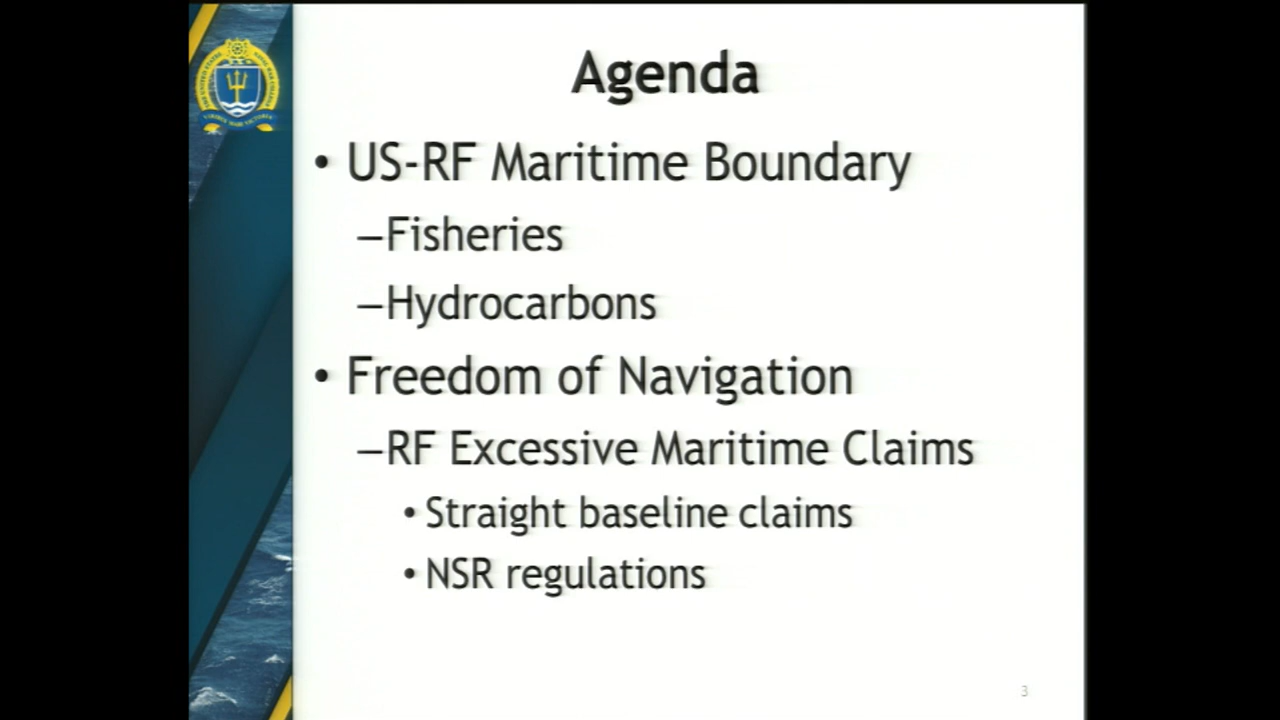 Agenda
• US-RF Maritime Boundary
–Fisheries
–Hydrocarbons
• Freedom of Navigation
–RF Excessive Maritime Claims
• Straight baseline claims
• NSR regulations
3